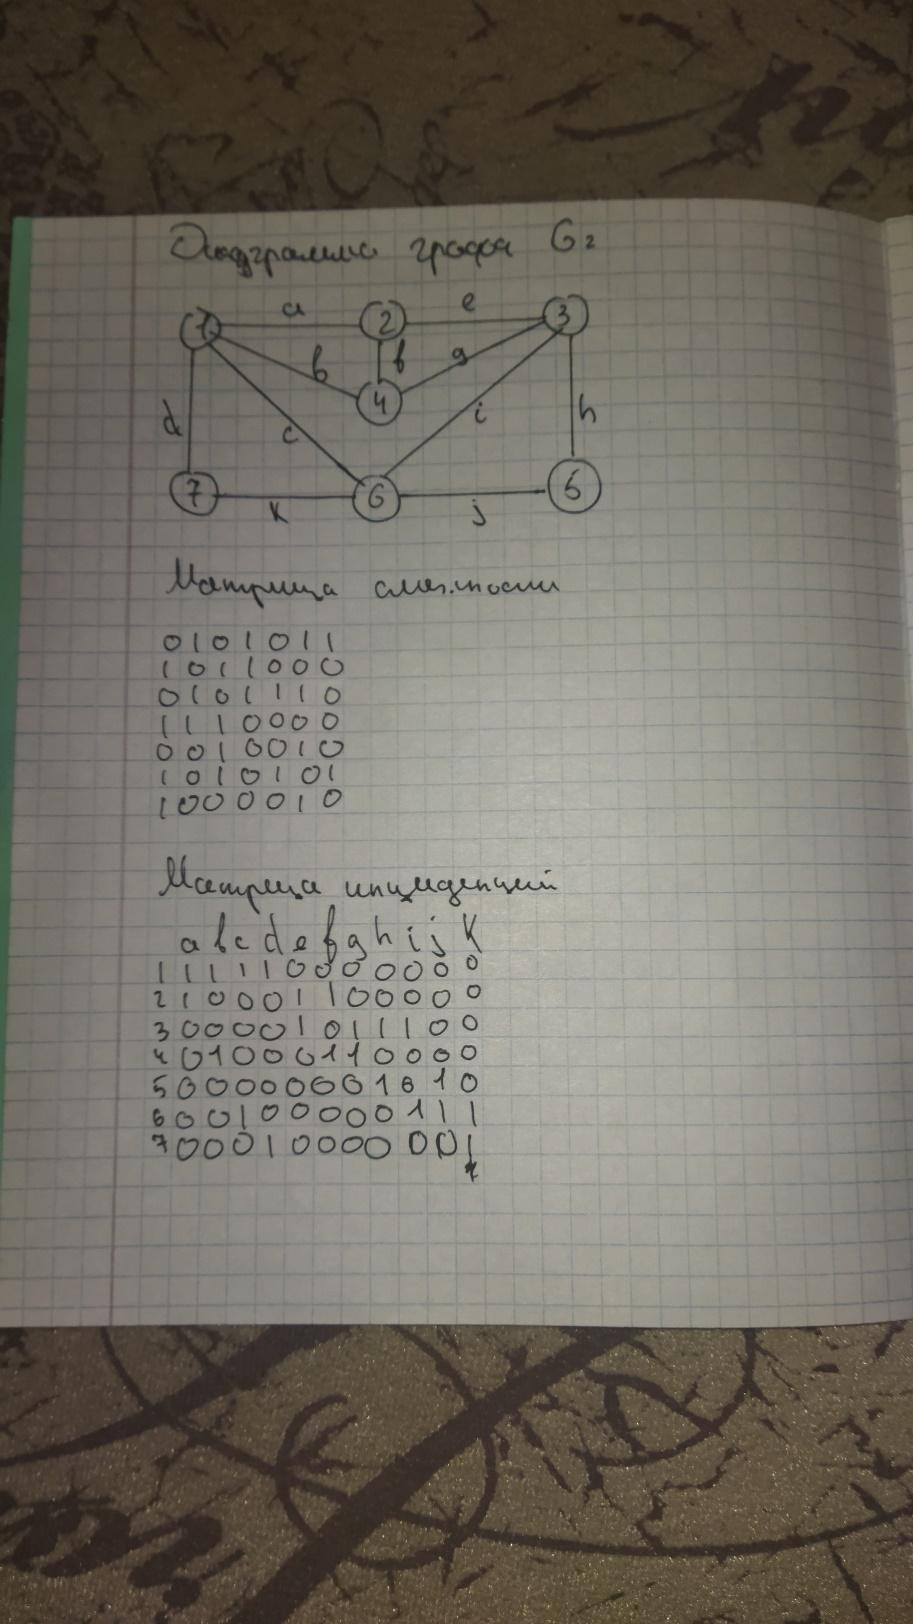 Диаграмма графа G2
a e
1 2 3
b f g
4
d c i h
7 6 5
k j
Матрица смежности
0101011
1011000
0101110
1110000
0010010
1010101
1000010
Матрица инциденций
a b c d e f g h i j k
1 1 1 1 1 0 0 0 0 0 0 0
2 1 0 0 0 1 1 0 0 0 0 0
3 0 0 0 0 1 0 1 1 1 0 0
4 0 1 0 0 0 1 1 0 0 0 0
5 0 0 0 0 0 0 0 1 0 1 0
6 0 0 1 0 0 0 0 0 1 1 1
7 0 0 0 1 0 0 0 0 0 0 1